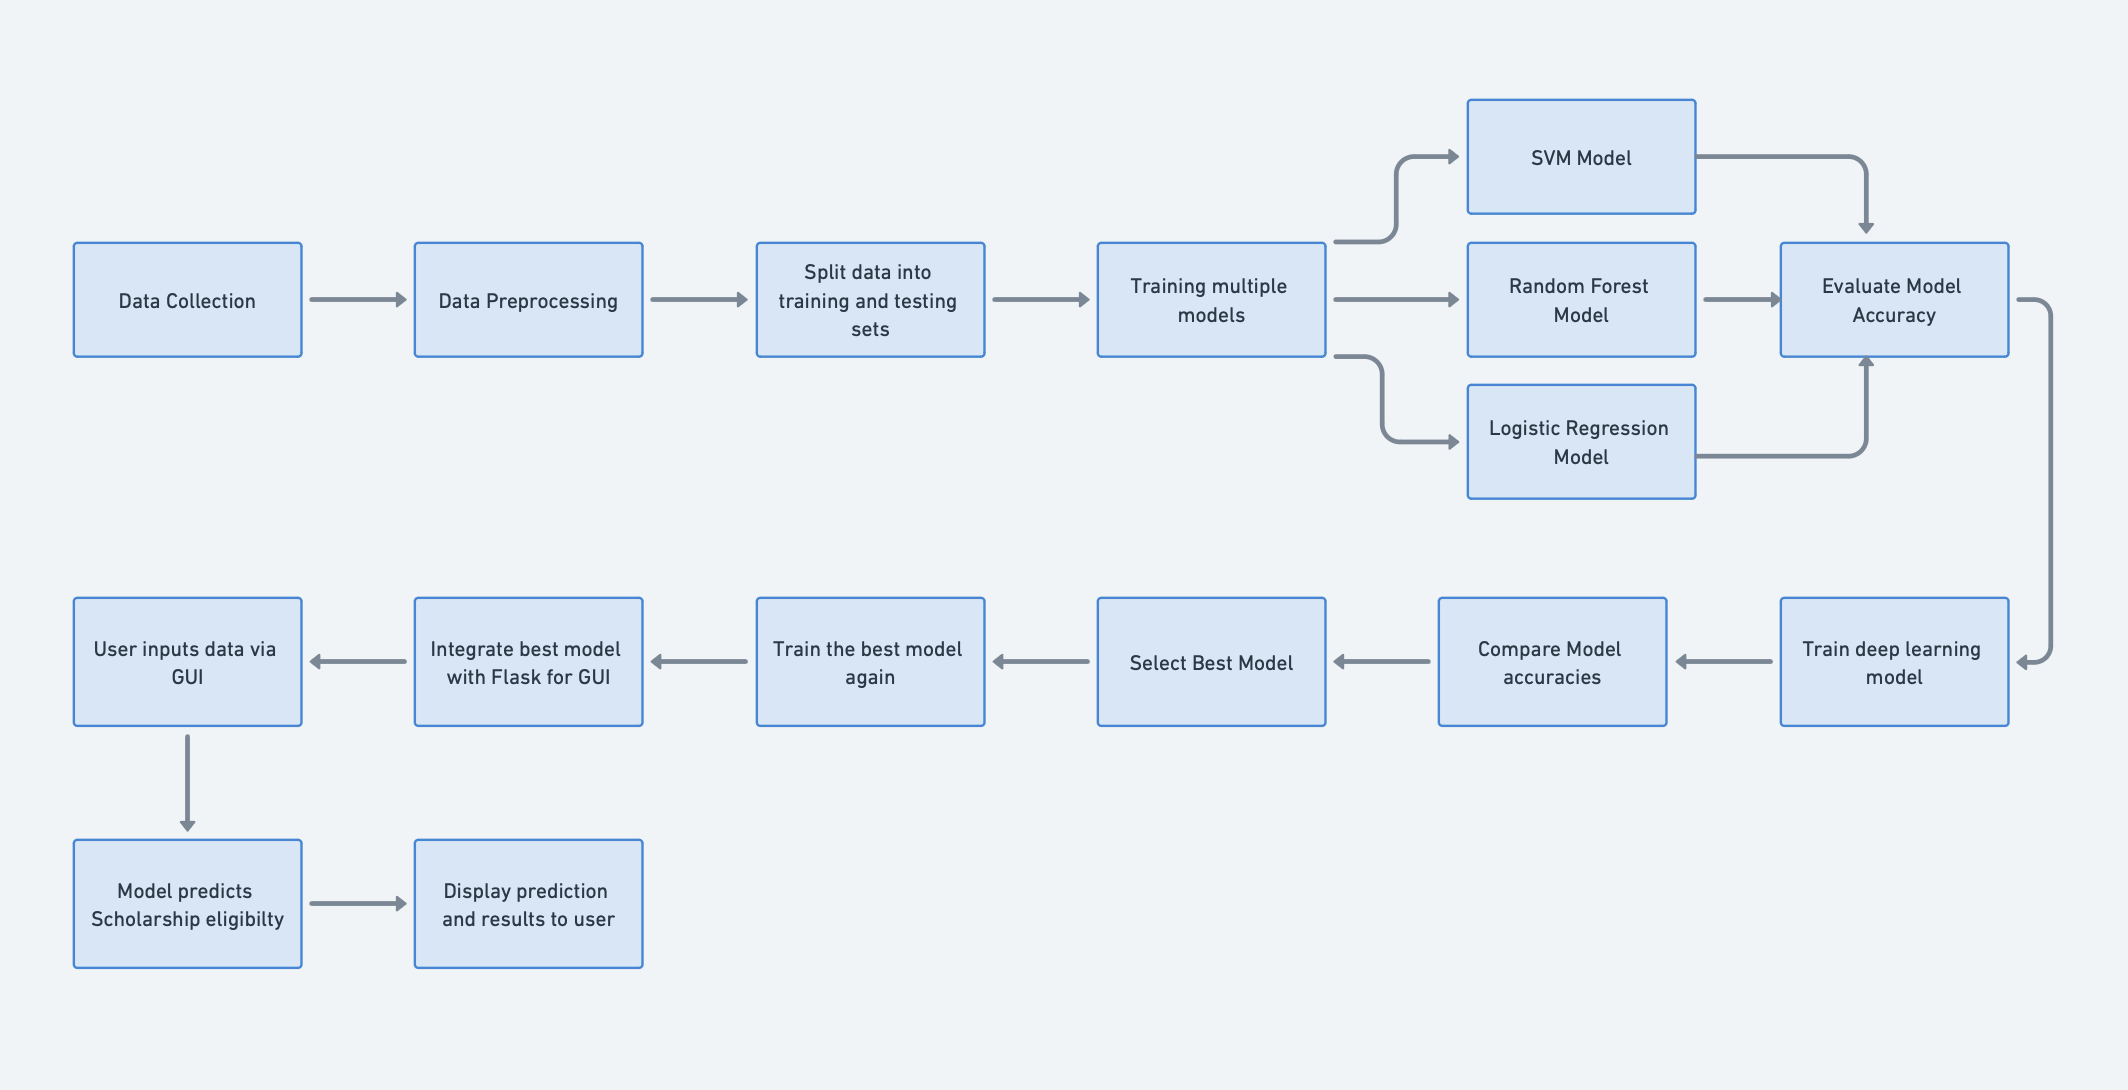 Data Collection
Data Preprocessing
Split data into
training and testing
sets
Training multiple
models
SVM Model
Random Forest
Model
Logistic Regression
Model
Evaluate Model
Accuracy
Train deep learning
model
Compare Model
accuracies
Select Best Model
Train the best model
again
Integrate best model
with Flask for GUI
User inputs data via
GUI
Model predicts
Scholarship eligibilty
Display prediction
and results to user